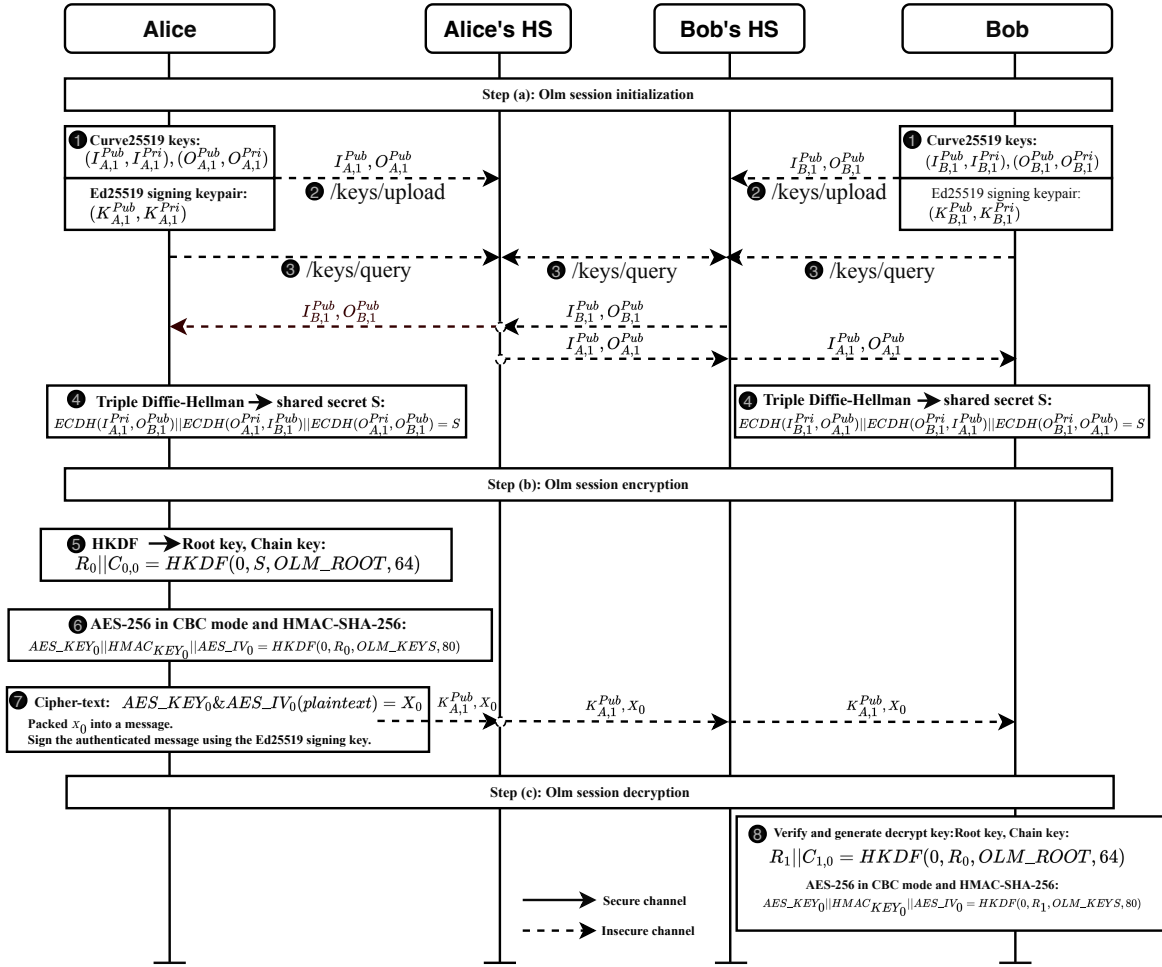 Alice
Alice's HS
Bob's HS
Bob
Step (a): Olm session initialization
1 Curve25519 keys:
(I_{A,1}^{Pub}, I_{A,1}^{Pri}), (O_{A,1}^{Pub}, O_{A,1}^{Pri})
Ed25519 signing keypair:
(K_{A,1}^{Pub}, K_{A,1}^{Pri})
I_{A,1}^{Pub}, O_{A,1}^{Pub}
2 /keys/upload
I_{B,1}^{Pub}, O_{B,1}^{Pub}
2 /keys/upload
1 Curve25519 keys:
(I_{B,1}^{Pub}, I_{B,1}^{Pri}), (O_{B,1}^{Pub}, O_{B,1}^{Pri})
Ed25519 signing keypair:
(K_{B,1}^{Pub}, K_{B,1}^{Pri})
3 /keys/query
3 /keys/query
3 /keys/query
I_{B,1}^{Pub}, O_{B,1}^{Pub}
I_{B,1}^{Pub}, O_{B,1}^{Pub}
I_{A,1}^{Pub}, O_{A,1}^{Pub}
I_{A,1}^{Pub}, O_{A,1}^{Pub}
4 Triple Diffie-Hellman → shared secret S:
ECDH(I_{A,1}^{Pri}, O_{B,1}^{Pub})||ECDH(O_{A,1}^{Pri}, I_{B,1}^{Pub})||ECDH(O_{A,1}^{Pri}, O_{B,1}^{Pub}) = S
4 Triple Diffie-Hellman → shared secret S:
ECDH(I_{B,1}^{Pri}, O_{A,1}^{Pub})||ECDH(O_{B,1}^{Pri}, I_{A,1}^{Pub})||ECDH(O_{B,1}^{Pri}, O_{A,1}^{Pub}) = S
Step (b): Olm session encryption
5 HKDF → Root key, Chain key:
R_0||C_{0,0} = HKDF(0, S, OLM_ROOT, 64)
6 AES-256 in CBC mode and HMAC-SHA-256:
AES_KEY_0||HMAC_{KEY_0}||AES_IV_0 = HKDF(0, R_0, OLM_KEYS, 80)
7 Cipher-text: AES_KEY_0&AES_IV_0(plaintext) = X_0
Packed X_0 into a message.
Sign the authenticated message using the Ed25519 signing key.
K_{A,1}^{Pub}, X_0
K_{A,1}^{Pub}, X_0
K_{A,1}^{Pub}, X_0
Step (c): Olm session decryption
8 Verify and generate decrypt key:Root key, Chain key:
R_1||C_{1,0} = HKDF(0, R_0, OLM_ROOT, 64)
AES-256 in CBC mode and HMAC-SHA-256:
AES_KEY_0||HMAC_{KEY_0}||AES_IV_0 = HKDF(0, R_1, OLM_KEYS, 80)
Secure channel
Insecure channel